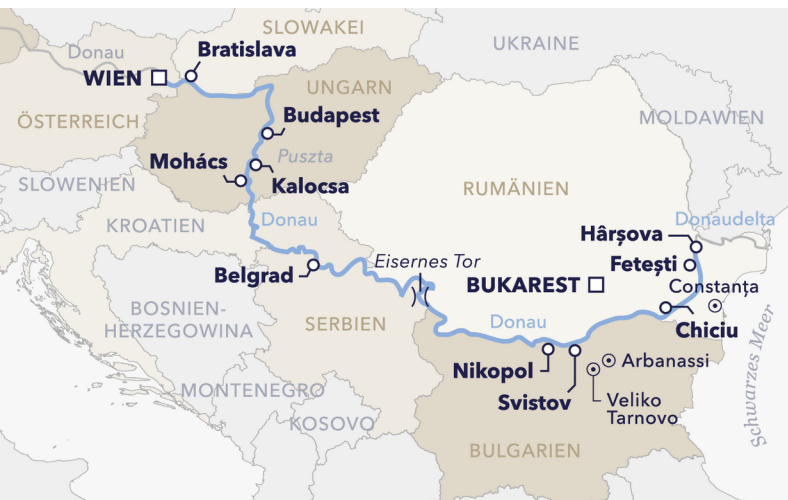 SLOWAKEI
UKRAINE
Donau
Bratislava
WIEN
UNGARN
ÖSTERREICH
Budapest
MOLDAWIEN
Puszta
Mohács
Kalocsa
SLOWENIEN
RUMÄNIEN
KROATIEN
Donau
Donaudelta
Hârșova
Eisernes Tor
Fetești
Belgrad
BUKAREST
Constanța
BOSNIEN-
HERZEGOWINA
SERBIEN
Donau
Chiciu
Schwarzes Meer
Nikopol
Arbanassi
Svistov
Veliko
Tarnovo
MONTENEGRO
KOSOVO
BULGARIEN